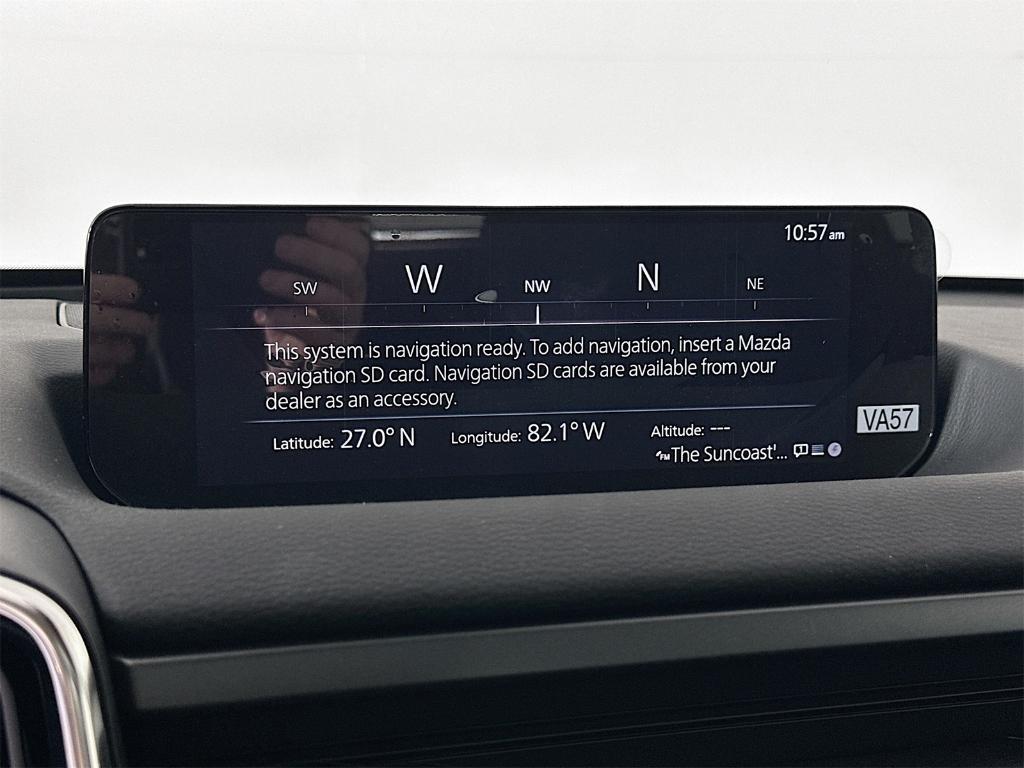 10:57am
SW W NW N NE
This system is navigation ready. To add navigation, insert a Mazda
navigation SD card. Navigation SD cards are available from your
dealer as an accessory.
Latitude: 27.0° N Longitude: 82.1° W Altitude: ---
VA57
FM The Suncoast'...